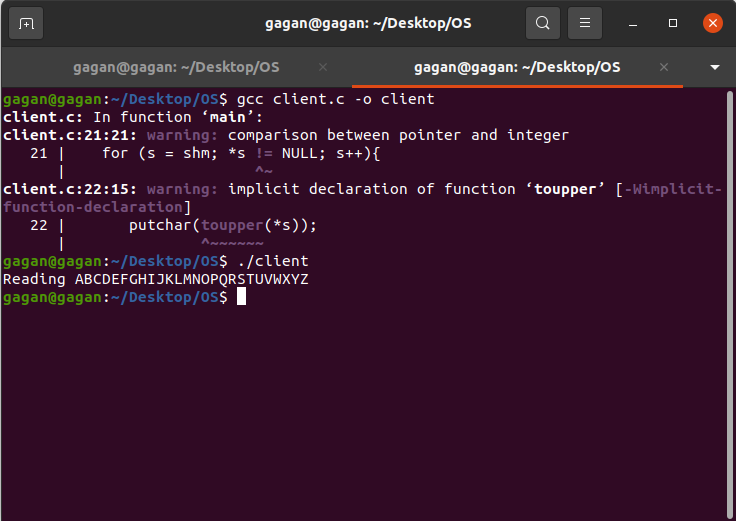 gagan@gagan: ~/Desktop/OS
gagan@gagan: ~/Desktop/OS × gagan@gagan: ~/Desktop/OS ×
gagan@gagan:~/Desktop/OS$ gcc client.c -o client
client.c: In function ‘main’:
client.c:21:21: warning: comparison between pointer and integer
   21 |    for (s = shm; *s != NULL; s++){
      |                     ^~
client.c:22:15: warning: implicit declaration of function ‘toupper’ [-Wimplicit-
function-declaration]
   22 |       putchar(toupper(*s));
      |               ^~~~~~~
gagan@gagan:~/Desktop/OS$ ./client
Reading ABCDEFGHIJKLMNOPQRSTUVWXYZ
gagan@gagan:~/Desktop/OS$